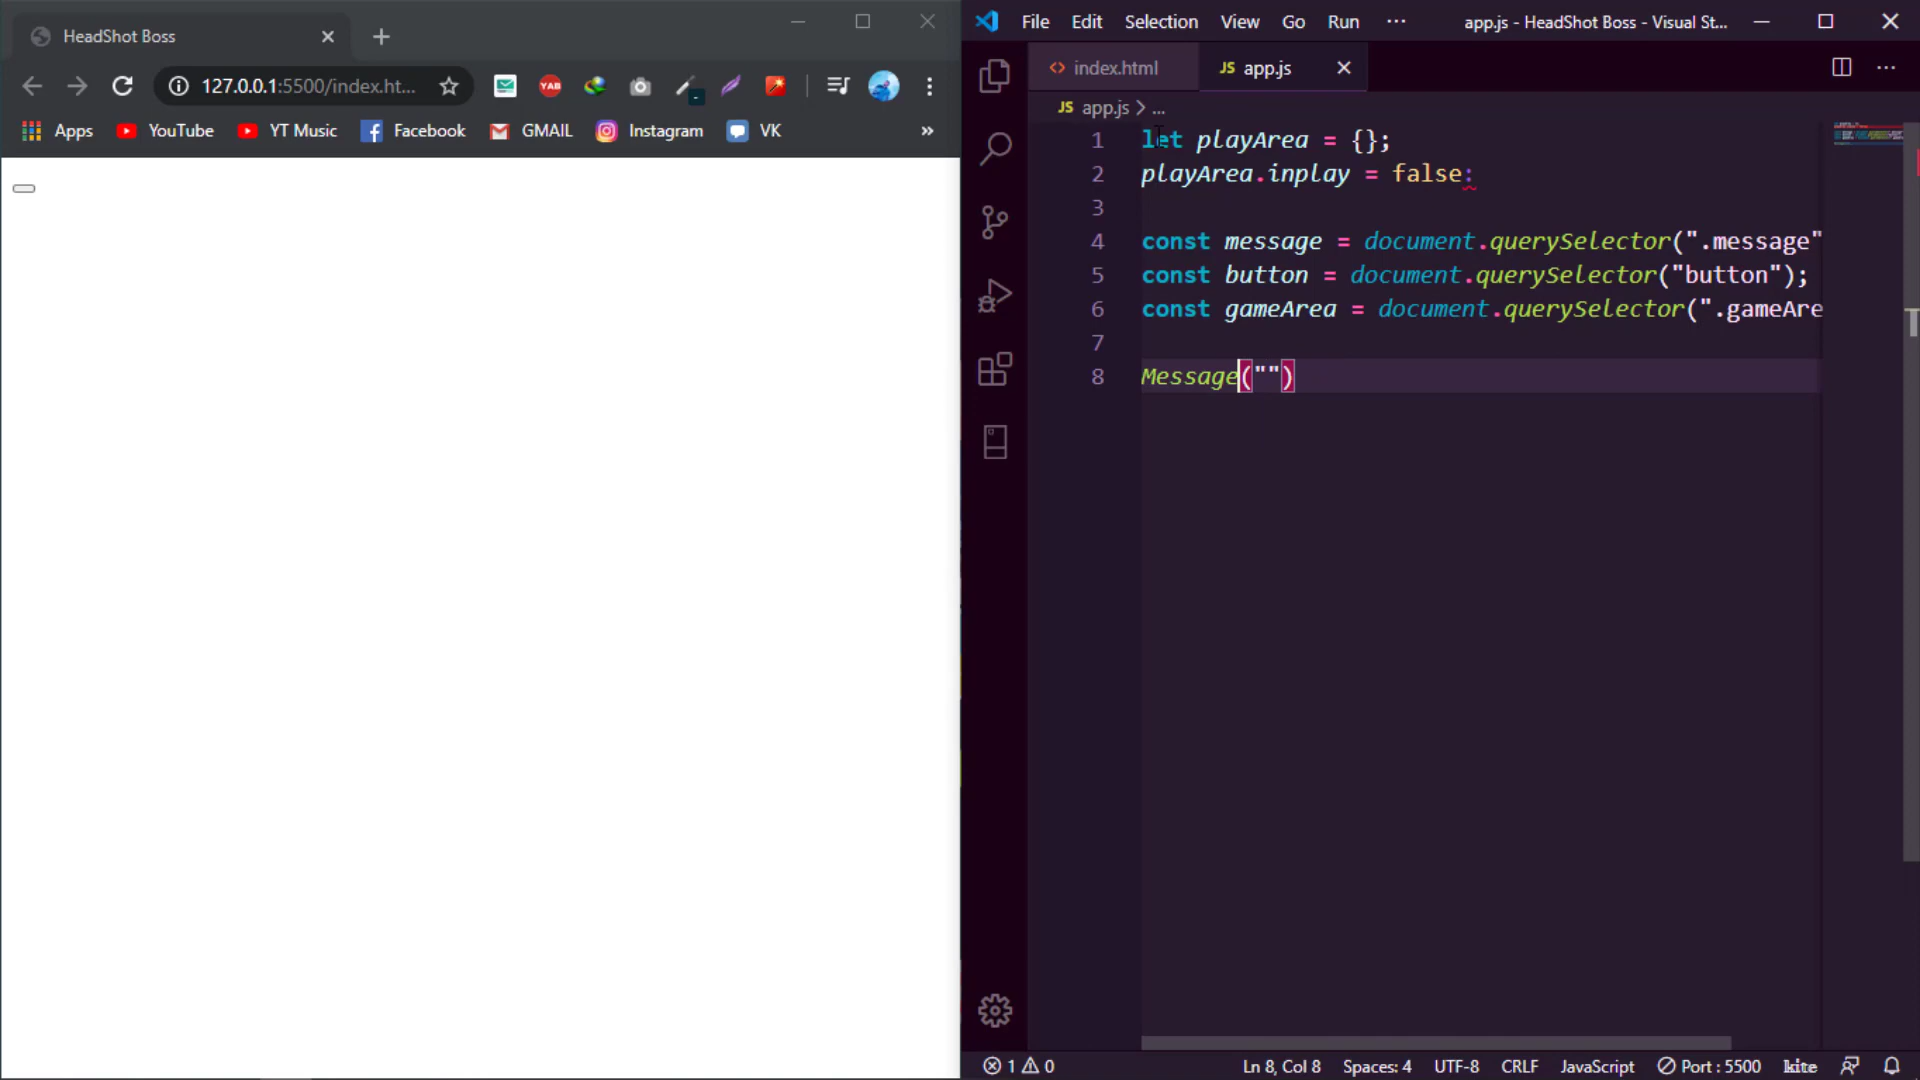 HeadShot Boss
127.0.0.1:5500/index.ht...
YAB
Apps
YouTube
YT Music
Facebook
GMAIL
Instagram
VK
»
File Edit Selection View Go Run ···
app.js - HeadShot Boss - Visual St...
<> index.html
JS app.js
JS app.js > ...
1 let playArea = {};
2 playArea.inplay = false:
3
4 const message = document.querySelector(".message"
5 const button = document.querySelector("button");
6 const gameArea = document.querySelector(".gameAre
7
8 Message("")
1 0
Ln 8, Col 8
Spaces: 4
UTF-8
CRLF
JavaScript
Port : 5500
kite